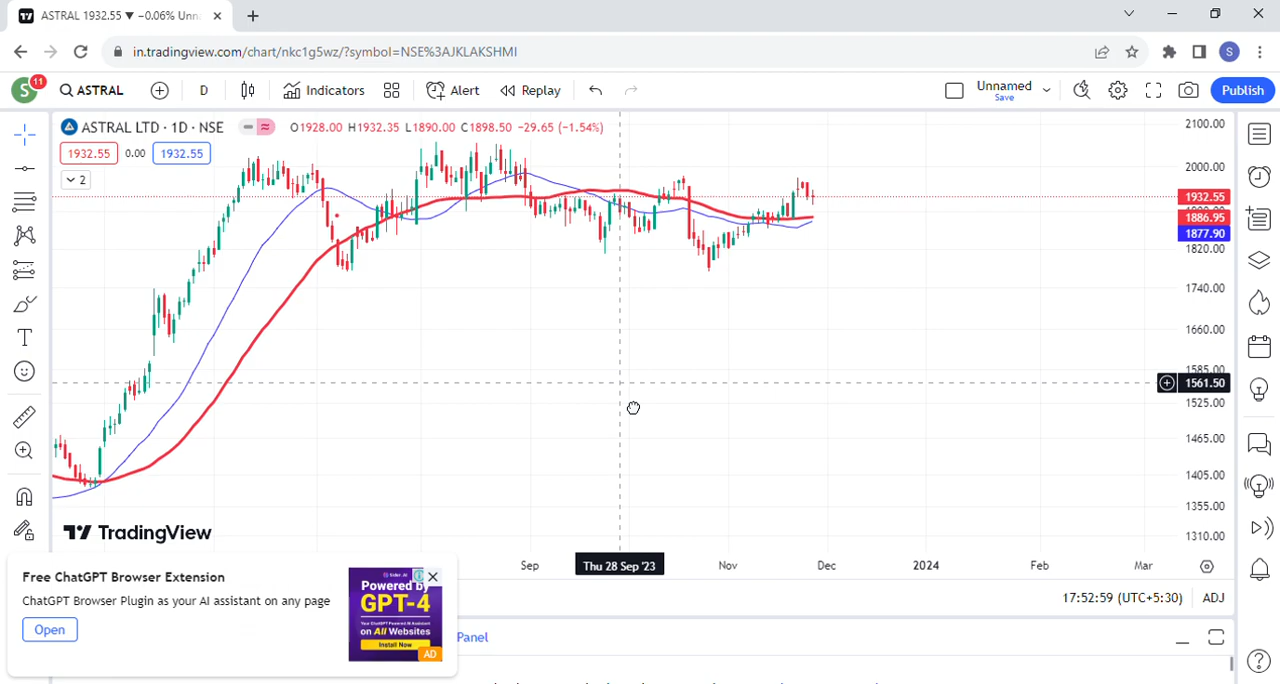 ASTRAL 1932.55 ▼ −0.06% Unn
in.tradingview.com/chart/nkc1g5wz/?symbol=NSE%3AJKLAKSHMI
S
S 11
ASTRAL
D
Indicators
Alert
Replay
Unnamed
Save
Publish
ASTRAL LTD · 1D · NSE
O1928.00 H1932.35 L1890.00 C1898.50 −29.65 (−1.54%)
1932.55 0.00 1932.55
2
2100.00
2000.00
1932.55
1886.95
1877.90
1820.00
1740.00
1660.00
1585.00
1561.50
1525.00
1465.00
1405.00
1355.00
1310.00
TradingView
Sep
Thu 28 Sep '23
Nov
Dec
2024
Feb
Mar
17:52:59 (UTC+5:30)
ADJ
Free ChatGPT Browser Extension
ChatGPT Browser Plugin as your AI assistant on any page
Open
Powered by
GPT-4
on All Websites
Install Now
AD
Panel